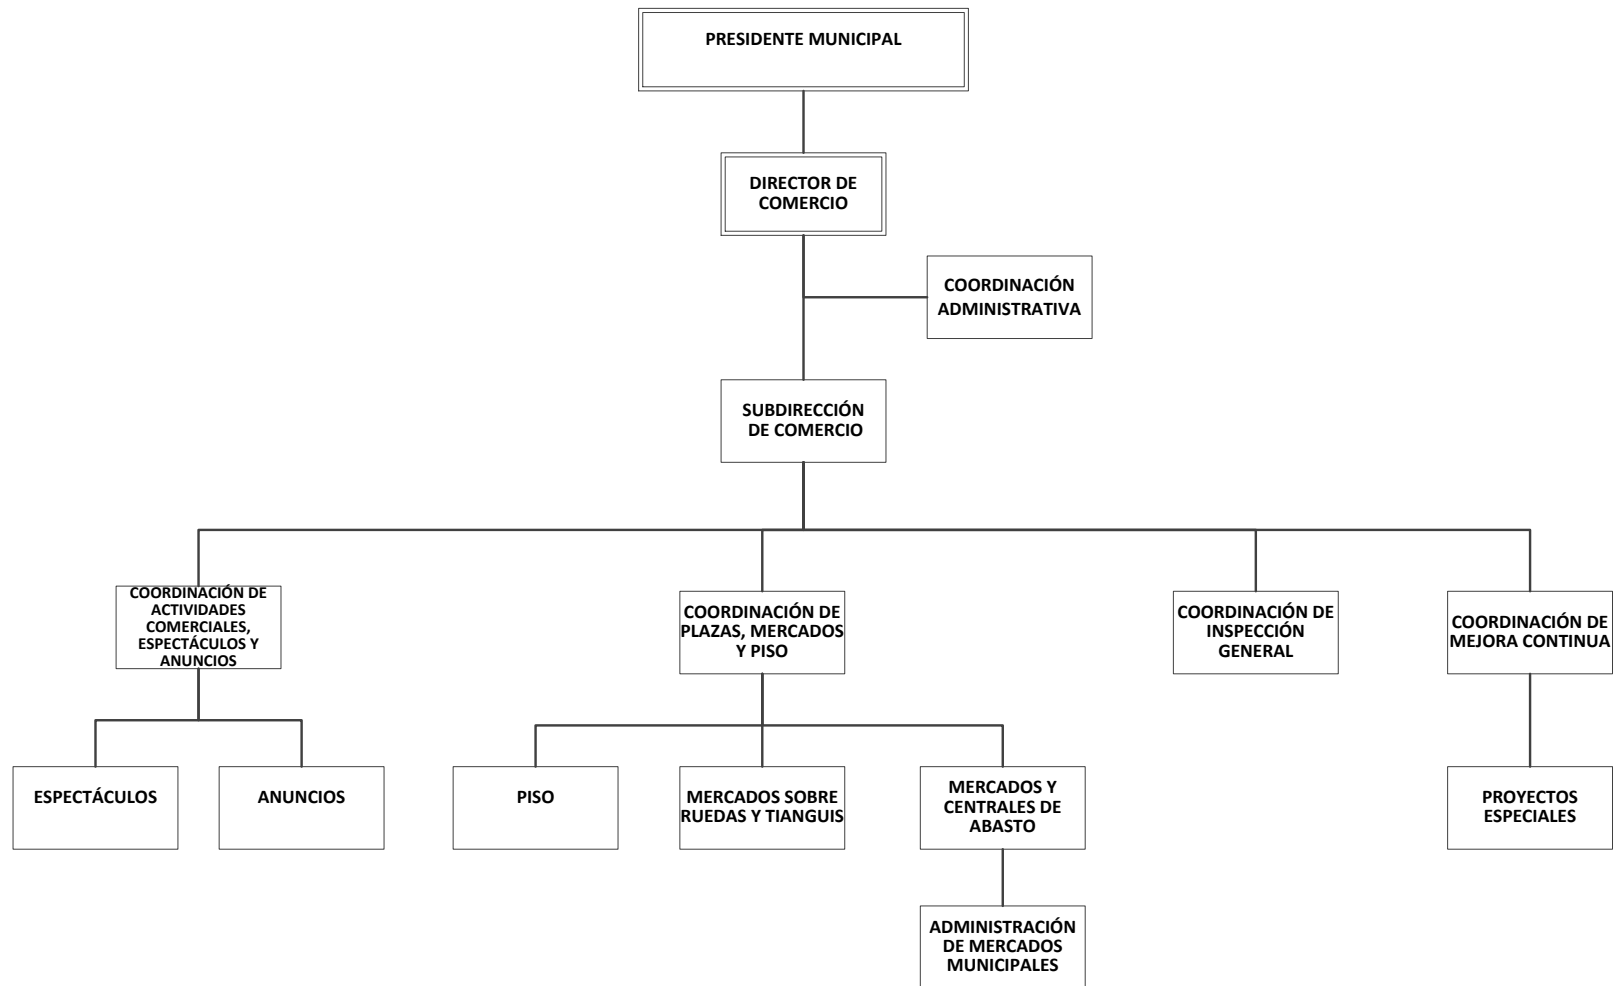 PRESIDENTE MUNICIPAL
DIRECTOR DE
COMERCIO
COORDINACIÓN
ADMINISTRATIVA
SUBDIRECCIÓN
DE COMERCIO
COORDINACIÓN DE
ACTIVIDADES
COMERCIALES,
ESPECTÁCULOS Y
ANUNCIOS
COORDINACIÓN DE
PLAZAS, MERCADOS
Y PISO
COORDINACIÓN DE
INSPECCIÓN
GENERAL
COORDINACIÓN DE
MEJORA CONTINUA
ESPECTÁCULOS
ANUNCIOS
PISO
MERCADOS SOBRE
RUEDAS Y TIANGUIS
MERCADOS Y
CENTRALES DE
ABASTO
PROYECTOS
ESPECIALES
ADMINISTRACIÓN
DE MERCADOS
MUNICIPALES